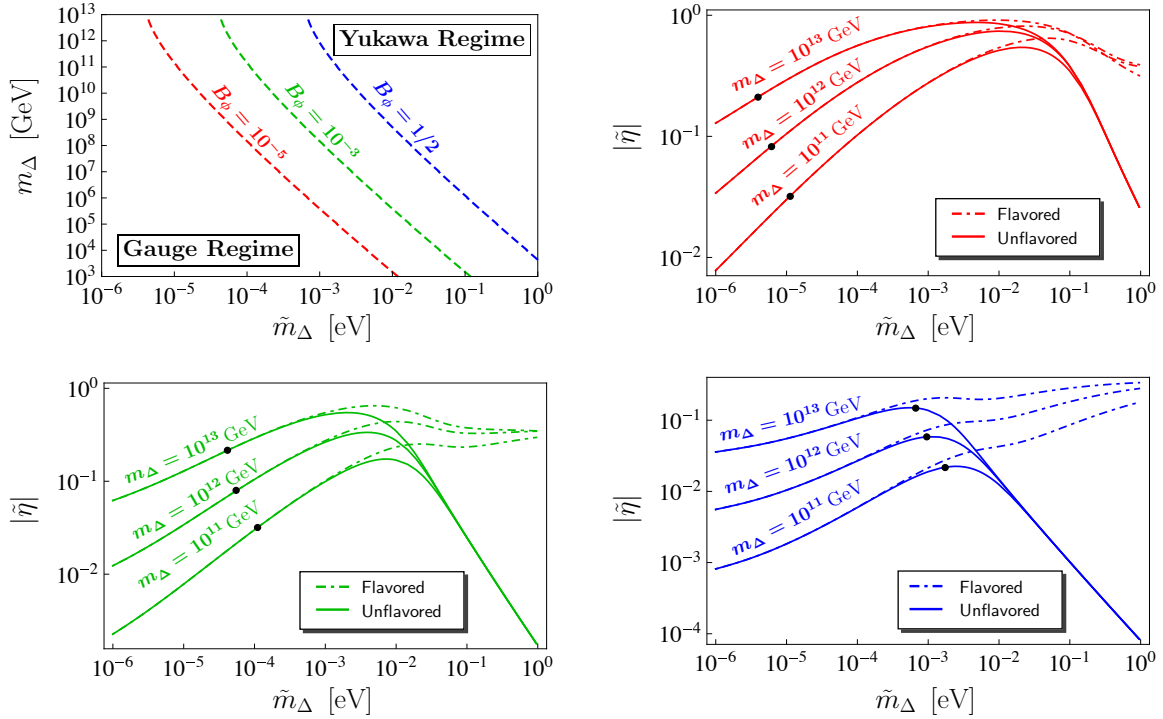 10^13
10^12
10^11
10^10
10^9
10^8
10^7
10^6
10^5
10^4
10^3
m_Δ [GeV]
Yukawa Regime
B_ϕ = 10^−5
B_ϕ = 10^−3
B_ϕ = 1/2
Gauge Regime
10^−6 10^−5 10^−4 10^−3 10^−2 10^−1 10^0
m̃_Δ [eV]
10^0
10^−1
10^−2
|η̃|
m_Δ = 10^13 GeV
m_Δ = 10^12 GeV
m_Δ = 10^11 GeV
Flavored
Unflavored
10^−6 10^−5 10^−4 10^−3 10^−2 10^−1 10^0
m̃_Δ [eV]
10^0
10^−1
10^−2
|η̃|
m_Δ = 10^13 GeV
m_Δ = 10^12 GeV
m_Δ = 10^11 GeV
Flavored
Unflavored
10^−6 10^−5 10^−4 10^−3 10^−2 10^−1 10^0
m̃_Δ [eV]
10^−1
10^−2
10^−3
10^−4
|η̃|
m_Δ = 10^13 GeV
m_Δ = 10^12 GeV
m_Δ = 10^11 GeV
Flavored
Unflavored
10^−6 10^−5 10^−4 10^−3 10^−2 10^−1 10^0
m̃_Δ [eV]